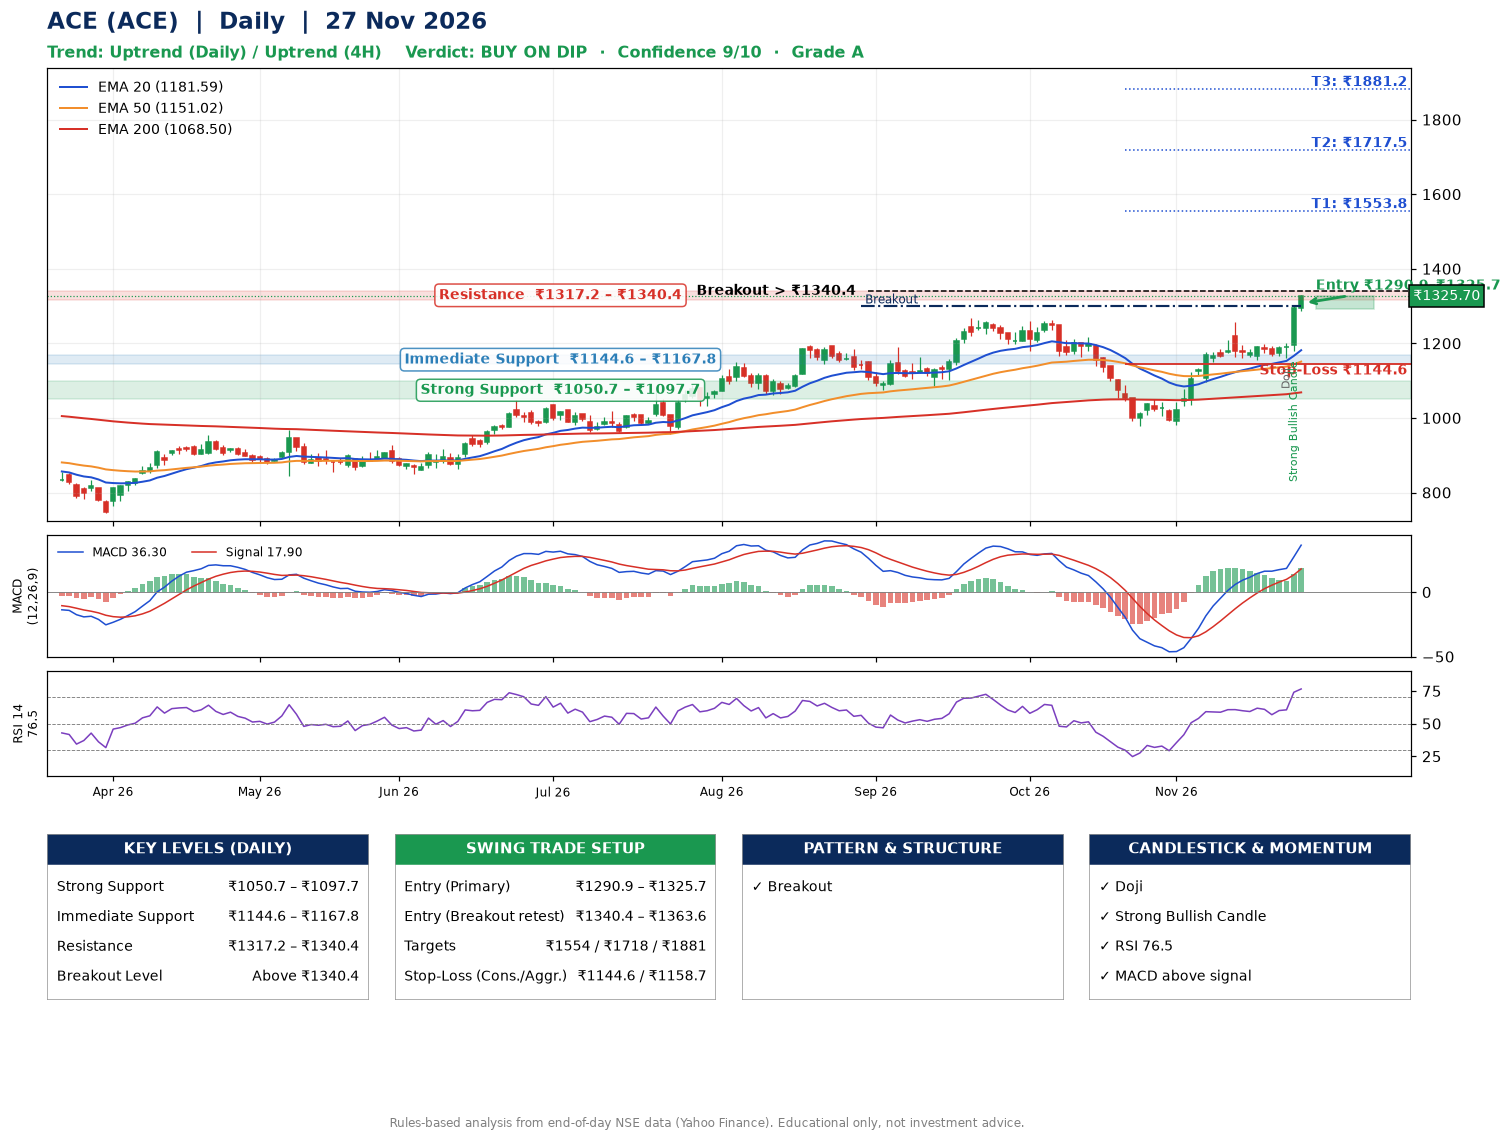 ACE (ACE)  |  Daily  |  27 Nov 2026
Trend: Uptrend (Daily) / Uptrend (4H)    Verdict: BUY ON DIP  ·  Confidence 9/10  ·  Grade A
EMA 20 (1181.59)
EMA 50 (1151.02)
EMA 200 (1068.50)
T3: ₹1881.2
1800
T2: ₹1717.5
1600
T1: ₹1553.8
1400
Entry ₹1290.9–₹1325.7
Resistance  ₹1317.2 – ₹1340.4
Breakout > ₹1340.4
Breakout
₹1325.70
1200
Immediate Support  ₹1144.6 – ₹1167.8
Stop-Loss ₹1144.6
Strong Support  ₹1050.7 – ₹1097.7
Doji
Strong Bullish Candle
1000
800
MACD 36.30
Signal 17.90
MACD
(12,26,9)
0
−50
RSI 14
76.5
75
50
25
Apr 26
May 26
Jun 26
Jul 26
Aug 26
Sep 26
Oct 26
Nov 26
KEY LEVELS (DAILY)
Strong Support ₹1050.7 – ₹1097.7
Immediate Support ₹1144.6 – ₹1167.8
Resistance ₹1317.2 – ₹1340.4
Breakout Level Above ₹1340.4
SWING TRADE SETUP
Entry (Primary) ₹1290.9 – ₹1325.7
Entry (Breakout retest) ₹1340.4 – ₹1363.6
Targets ₹1554 / ₹1718 / ₹1881
Stop-Loss (Cons./Aggr.) ₹1144.6 / ₹1158.7
PATTERN & STRUCTURE
✓ Breakout
CANDLESTICK & MOMENTUM
✓ Doji
✓ Strong Bullish Candle
✓ RSI 76.5
✓ MACD above signal
Rules-based analysis from end-of-day NSE data (Yahoo Finance). Educational only, not investment advice.